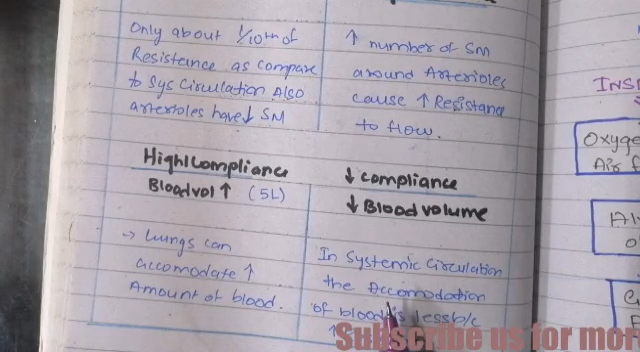 Only about 1/10th of
Resistance as compare
to Sys Circulation Also
arterioles have ↓ SM
↑ number of SM
around Arterioles
cause ↑ Resistand
to flow.
High Compliance
Blood vol ↑ (5L)
→ lungs can
accomodate ↑
Amount of blood.
↓ compliance
↓ Blood volume
In Systemic Circulation
the Accomodation
of blood is less b/c
↑
INS
Oxyge
Air f
Al
Subscribe us for mor